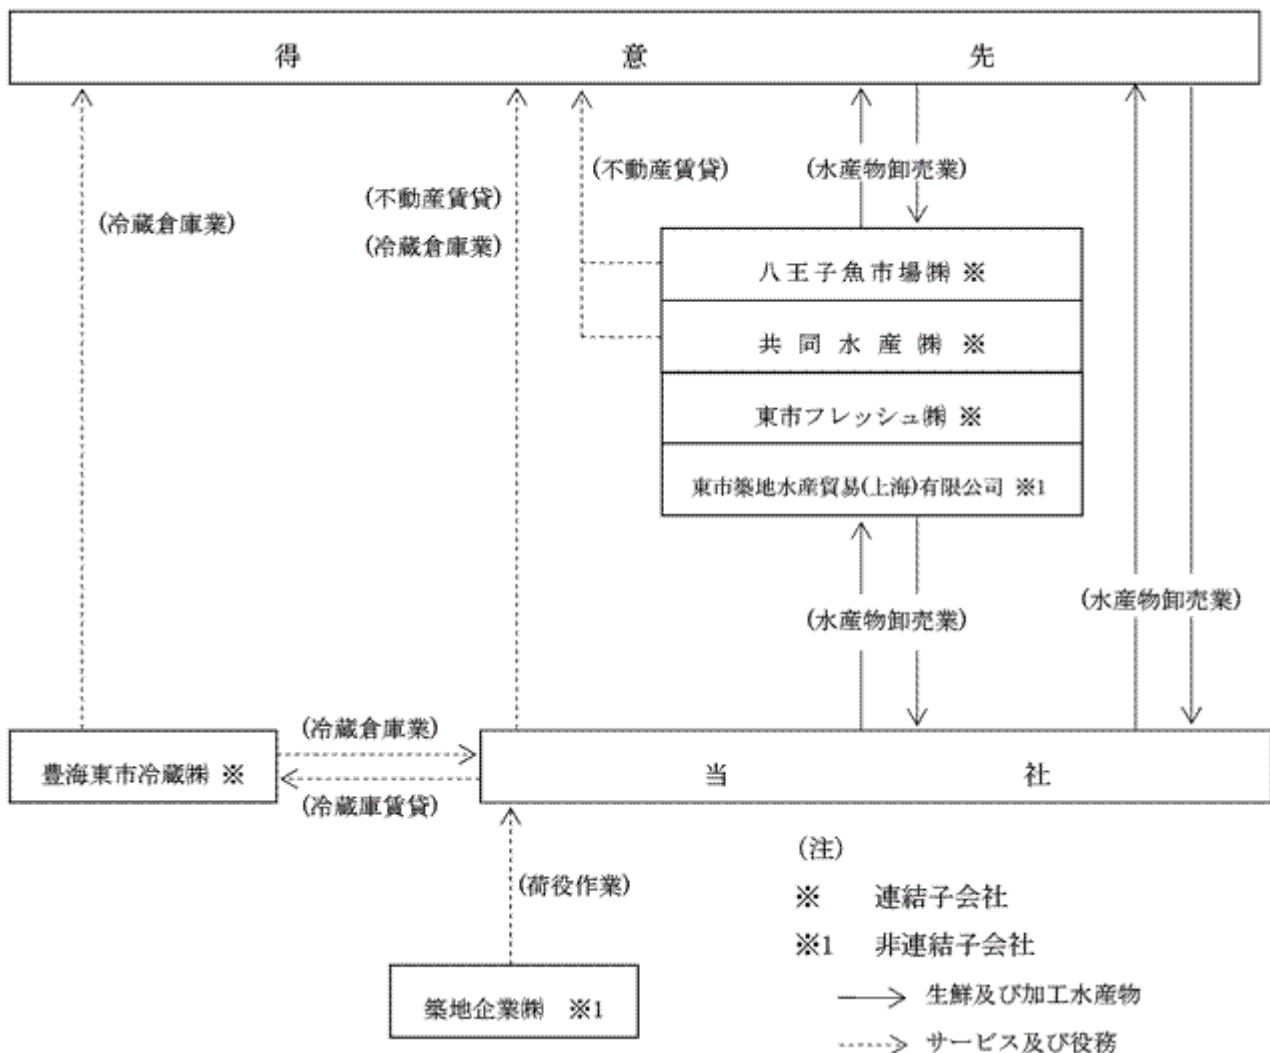 得意先
(不動産賃貸)
(水産物卸売業)
(不動産賃貸)
(冷蔵倉庫業)
(冷蔵倉庫業)
八王子魚市場㈱ ※
共同水産㈱ ※
東市フレッシュ㈱ ※
東市築地水産貿易(上海)有限公司 ※1
(水産物卸売業)
(水産物卸売業)
(冷蔵倉庫業)
豊海東市冷蔵㈱ ※
当社
(冷蔵庫賃貸)
(荷役作業)
築地企業㈱ ※1
(注)
※ 連結子会社
※1 非連結子会社
生鮮及び加工水産物
サービス及び役務